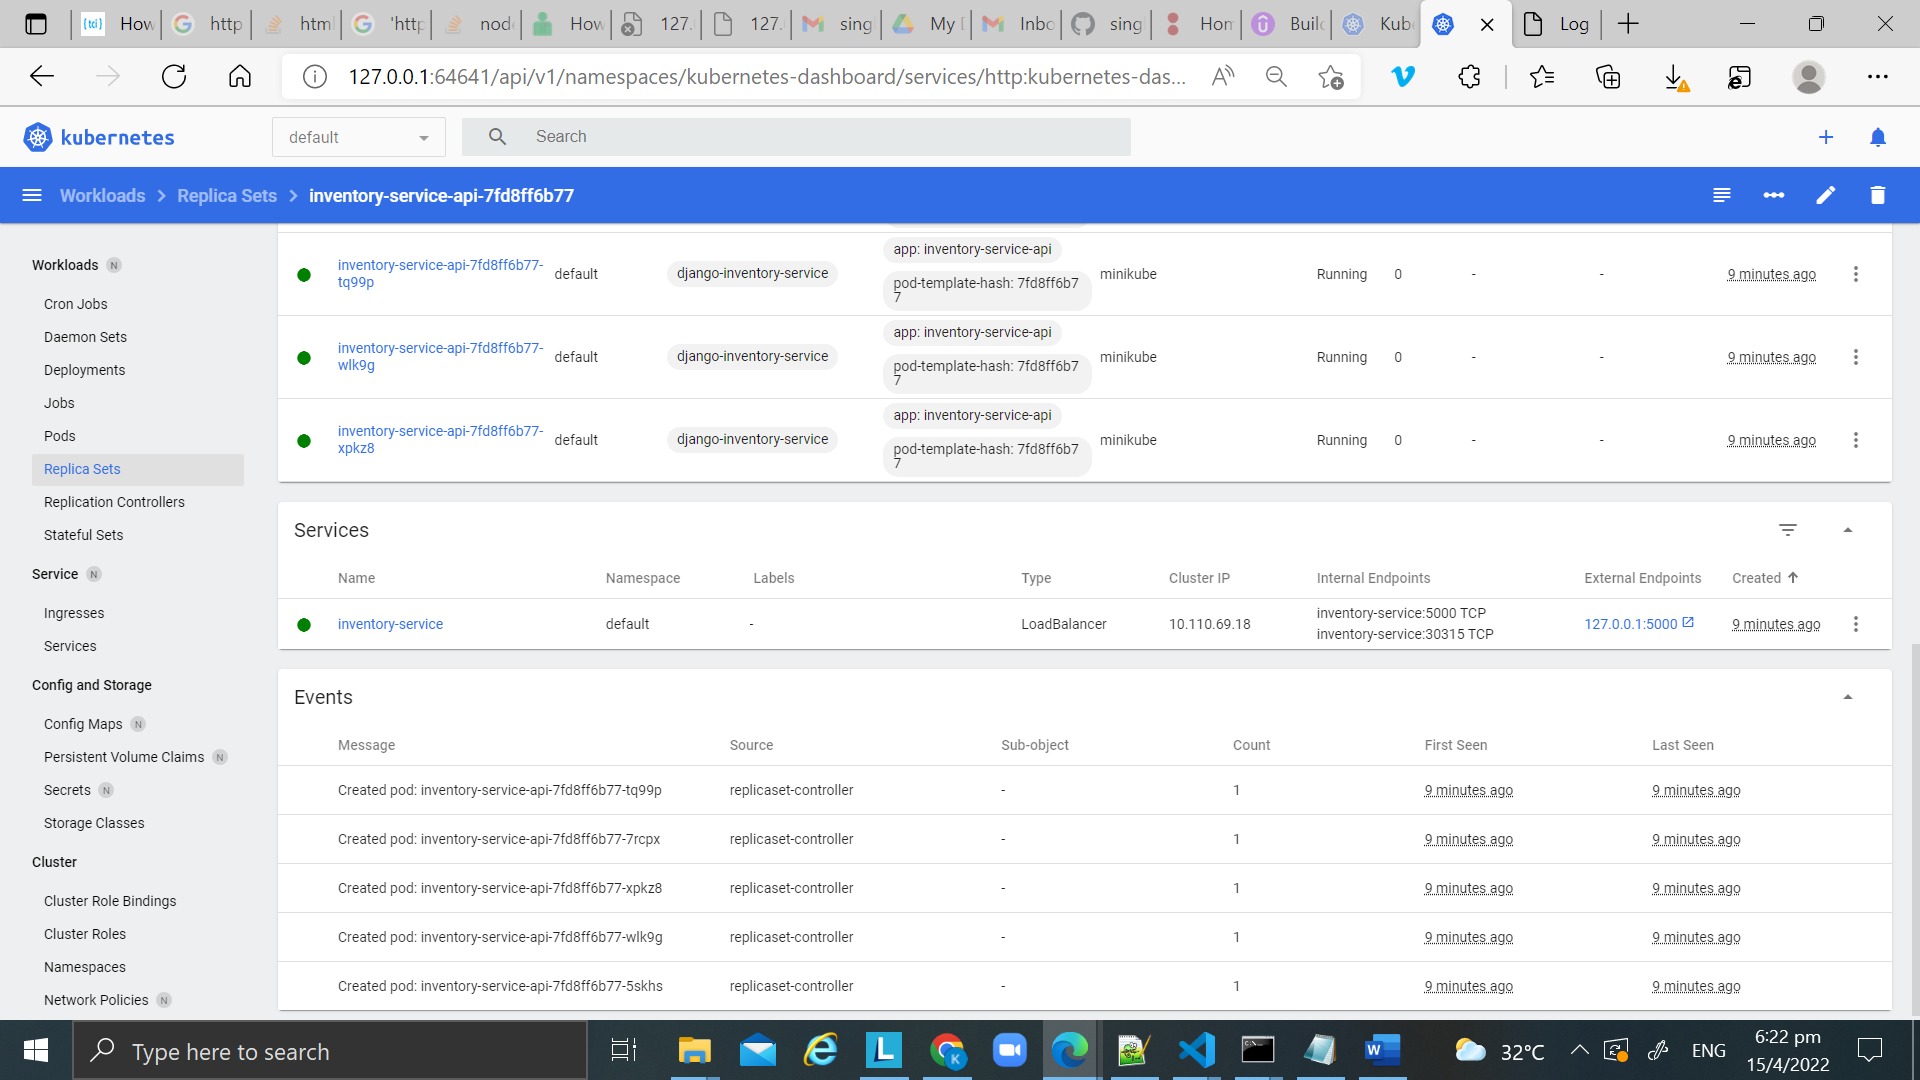 How
http
html
'http
node
How
127.
127.
sing
My D
Inbo
sing
Hom
Build
Kube
Log
127.0.0.1:64641/api/v1/namespaces/kubernetes-dashboard/services/http:kubernetes-das...
kubernetes
default
Search
Workloads
Replica Sets
inventory-service-api-7fd8ff6b77
Workloads N
Cron Jobs
Daemon Sets
Deployments
Jobs
Pods
Replica Sets
Replication Controllers
Stateful Sets
Service N
Ingresses
Services
Config and Storage
Config Maps N
Persistent Volume Claims N
Secrets N
Storage Classes
Cluster
Cluster Role Bindings
Cluster Roles
Namespaces
Network Policies N
inventory-service-api-7fd8ff6b77-
tq99p
default
django-inventory-service
app: inventory-service-api
pod-template-hash: 7fd8ff6b7
7
minikube
Running
0
-
-
9 minutes ago
inventory-service-api-7fd8ff6b77-
wlk9g
default
django-inventory-service
app: inventory-service-api
pod-template-hash: 7fd8ff6b7
7
minikube
Running
0
-
-
9 minutes ago
inventory-service-api-7fd8ff6b77-
xpkz8
default
django-inventory-service
app: inventory-service-api
pod-template-hash: 7fd8ff6b7
7
minikube
Running
0
-
-
9 minutes ago
Services
Name Namespace Labels Type Cluster IP Internal Endpoints External Endpoints Created
inventory-service
default
-
LoadBalancer
10.110.69.18
inventory-service:5000 TCP
inventory-service:30315 TCP
127.0.0.1:5000
9 minutes ago
Events
Message Source Sub-object Count First Seen Last Seen
Created pod: inventory-service-api-7fd8ff6b77-tq99p replicaset-controller - 1 9 minutes ago 9 minutes ago
Created pod: inventory-service-api-7fd8ff6b77-7rcpx replicaset-controller - 1 9 minutes ago 9 minutes ago
Created pod: inventory-service-api-7fd8ff6b77-xpkz8 replicaset-controller - 1 9 minutes ago 9 minutes ago
Created pod: inventory-service-api-7fd8ff6b77-wlk9g replicaset-controller - 1 9 minutes ago 9 minutes ago
Created pod: inventory-service-api-7fd8ff6b77-5skhs replicaset-controller - 1 9 minutes ago 9 minutes ago
Type here to search
32°C
ENG
6:22 pm
15/4/2022